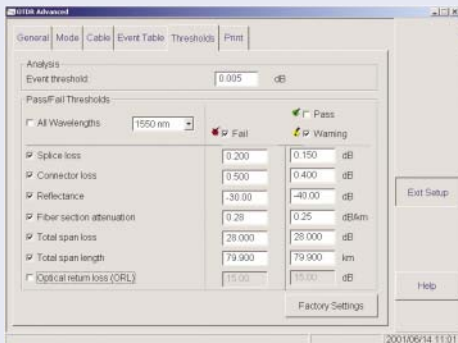 OTDR Advanced
General Mode Cable Event Table Thresholds Print
Analysis
Event threshold: 0.005 dB
Pass/Fail Thresholds
Pass
All Wavelengths 1550 nm Fail Warning
Splice loss 0.200 0.150 dB
Connector loss 0.500 0.400 dB
Reflectance -30.00 -40.00 dB
Fiber section attenuation 0.28 0.25 dB/km
Total span loss 28.000 28.000 dB
Total span length 79.900 79.900 km
Optical return loss (ORL) 15.00 15.00 dB
Factory Settings
Exit Setup
Help
2001/06/14 11:01